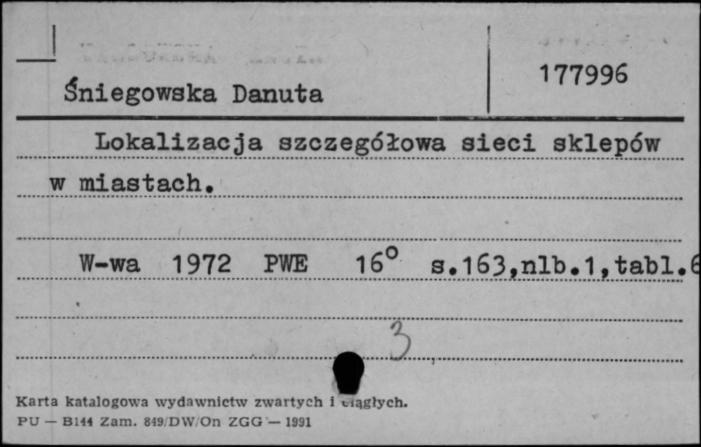 177996
Śniegowska Danuta
Lokalizacja szczegółowa sieci sklepów
w miastach.
W-wa 1972 PWE 16° s.163,nlb.1,tabl.6
3
Karta katalogowa wydawnictw zwartych i ciągłych.
PU — B144 Zam. 849/DW/On ZGG — 1991